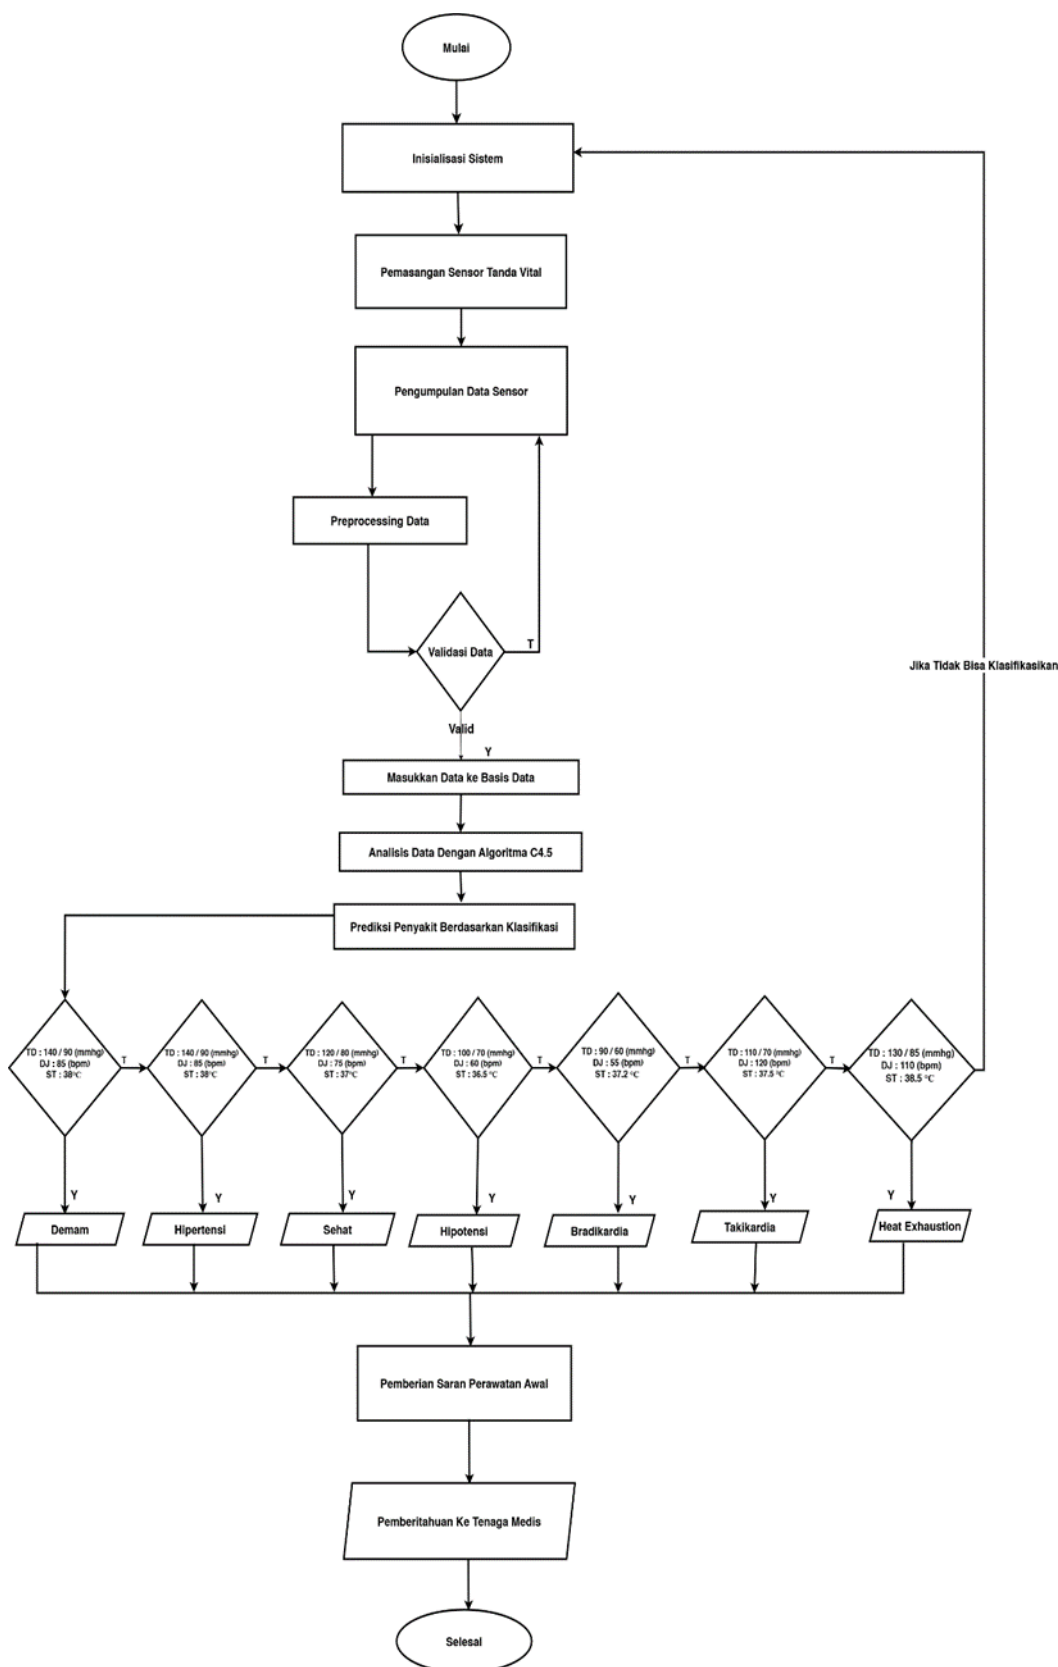 Mulai
Inisialisasi Sistem
Pemasangan Sensor Tanda Vital
Pengumpulan Data Sensor
Preprocessing Data
Validasi Data
T
Jika Tidak Bisa Klasifikasikan
Valid
Y
Masukkan Data ke Basis Data
Analisis Data Dengan Algoritma C4.5
Prediksi Penyakit Berdasarkan Klasifikasi
TD : 140 / 90 (mmhg)
DJ : 85 (bpm)
ST : 38°C
T
TD : 140 / 90 (mmhg)
DJ : 85 (bpm)
ST : 38°C
T
TD : 120 / 80 (mmhg)
DJ : 75 (bpm)
ST : 37°C
T
TD : 100 / 70 (mmhg)
DJ : 60 (bpm)
ST : 36.5 °C
T
TD : 90 / 60 (mmhg)
DJ : 55 (bpm)
ST : 37.2 °C
T
TD : 110 / 70 (mmhg)
DJ : 120 (bpm)
ST : 37.5 °C
T
TD : 130 / 85 (mmhg)
DJ : 110 (bpm)
ST : 38.5 °C
Y
Y
Y
Y
Y
Y
Y
Demam
Hipertensi
Sehat
Hipotensi
Bradikardia
Takikardia
Heat Exhaustion
Pemberian Saran Perawatan Awal
Pemberitahuan Ke Tenaga Medis
Selesai